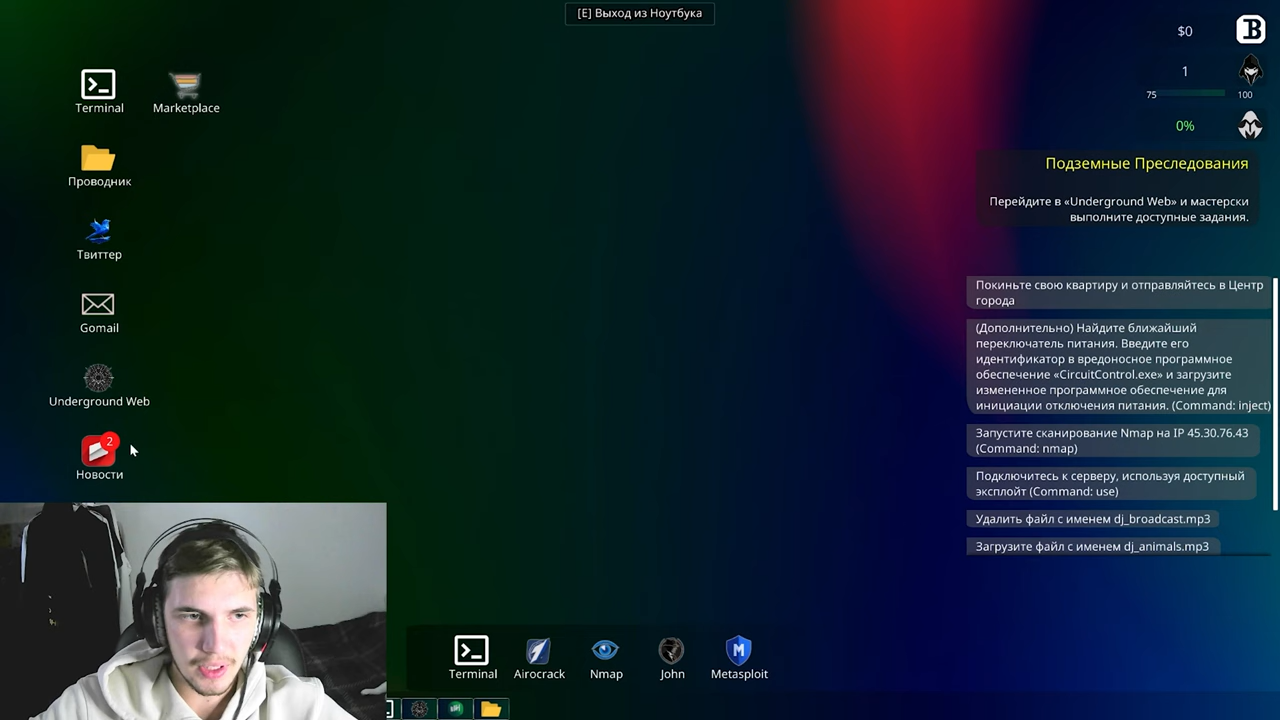 [E] Выход из Ноутбука
$0
B
1
75
100
0%
Подземные Преследования
Перейдите в «Underground Web» и мастерски
выполните доступные задания.
Terminal
Marketplace
Проводник
Твиттер
Gomail
Underground Web
2
Новости
Покиньте свою квартиру и отправляйтесь в Центр
города
(Дополнительно) Найдите ближайший
переключатель питания. Введите его
идентификатор в вредоносное программное
обеспечение «CircuitControl.exe» и загрузите
измененное программное обеспечение для
инициации отключения питания. (Command: inject)
Запустите сканирование Nmap на IP 45.30.76.43
(Command: nmap)
Подключитесь к серверу, используя доступный
эксплойт (Command: use)
Удалить файл с именем dj_broadcast.mp3
Загрузите файл с именем dj_animals.mp3
M
Terminal
Airocrack
Nmap
John
Metasploit